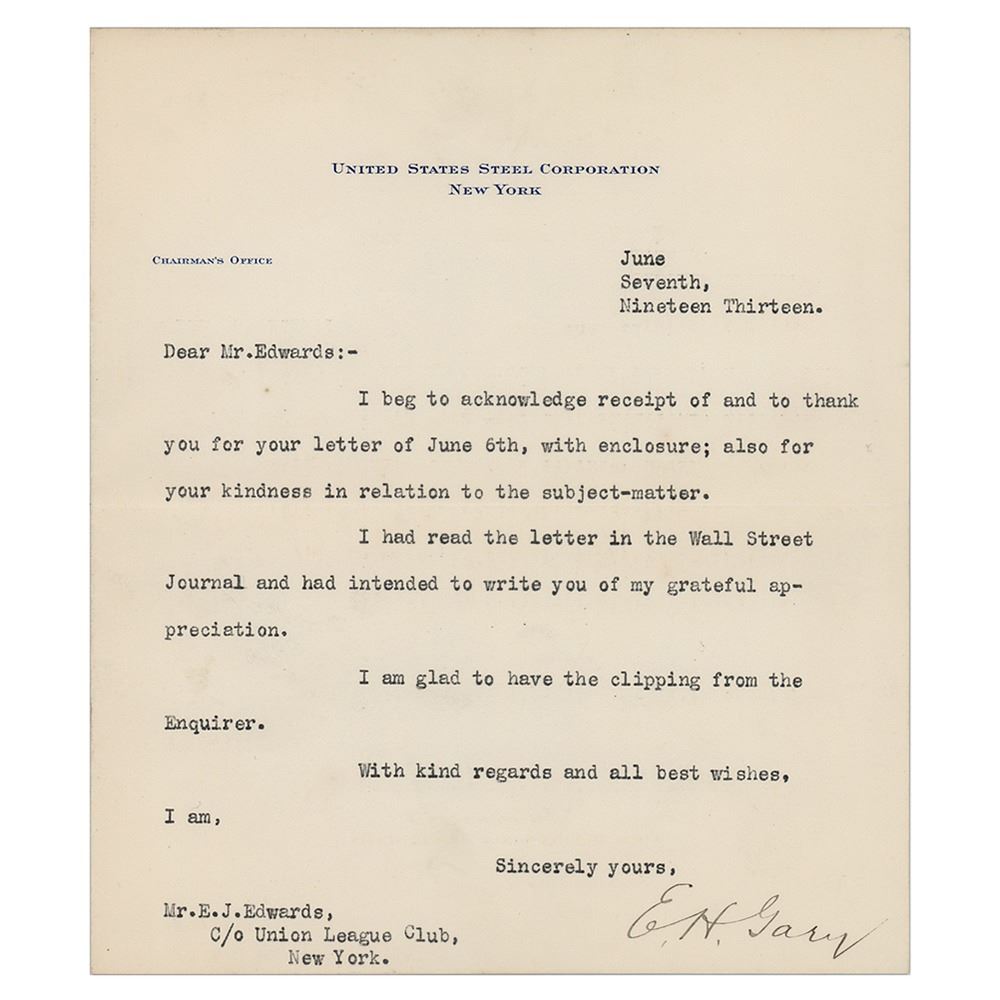 United States Steel Corporation
New York
Chairman's Office
June
Seventh,
Nineteen Thirteen.
Dear Mr.Edwards:-
I beg to acknowledge receipt of and to thank
you for your letter of June 6th, with enclosure; also for
your kindness in relation to the subject-matter.
I had read the letter in the Wall Street
Journal and had intended to write you of my grateful ap-
preciation.
I am glad to have the clipping from the
Enquirer.
With kind regards and all best wishes,
I am,
Sincerely yours,
E.H. Gary
Mr.E.J.Edwards,
C/o Union League Club,
New York.